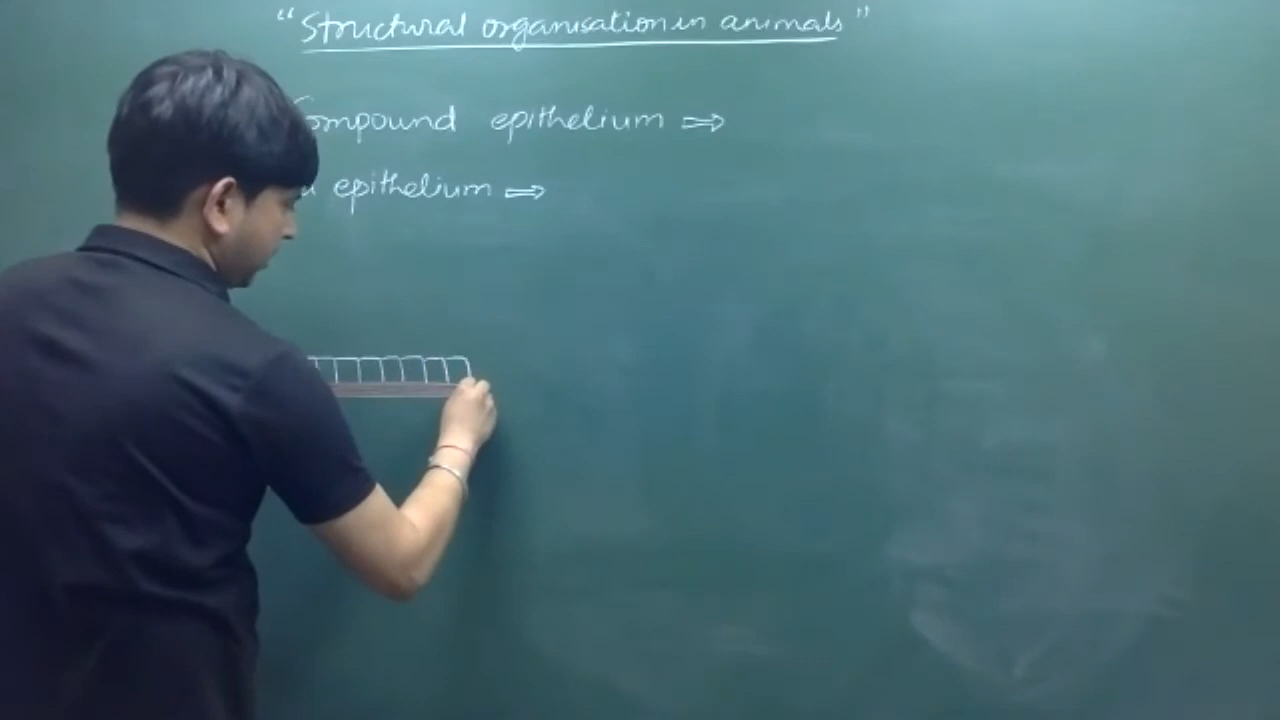 "Structural organisation in animals"
Compound epithelium ⇒
epithelium ⇒